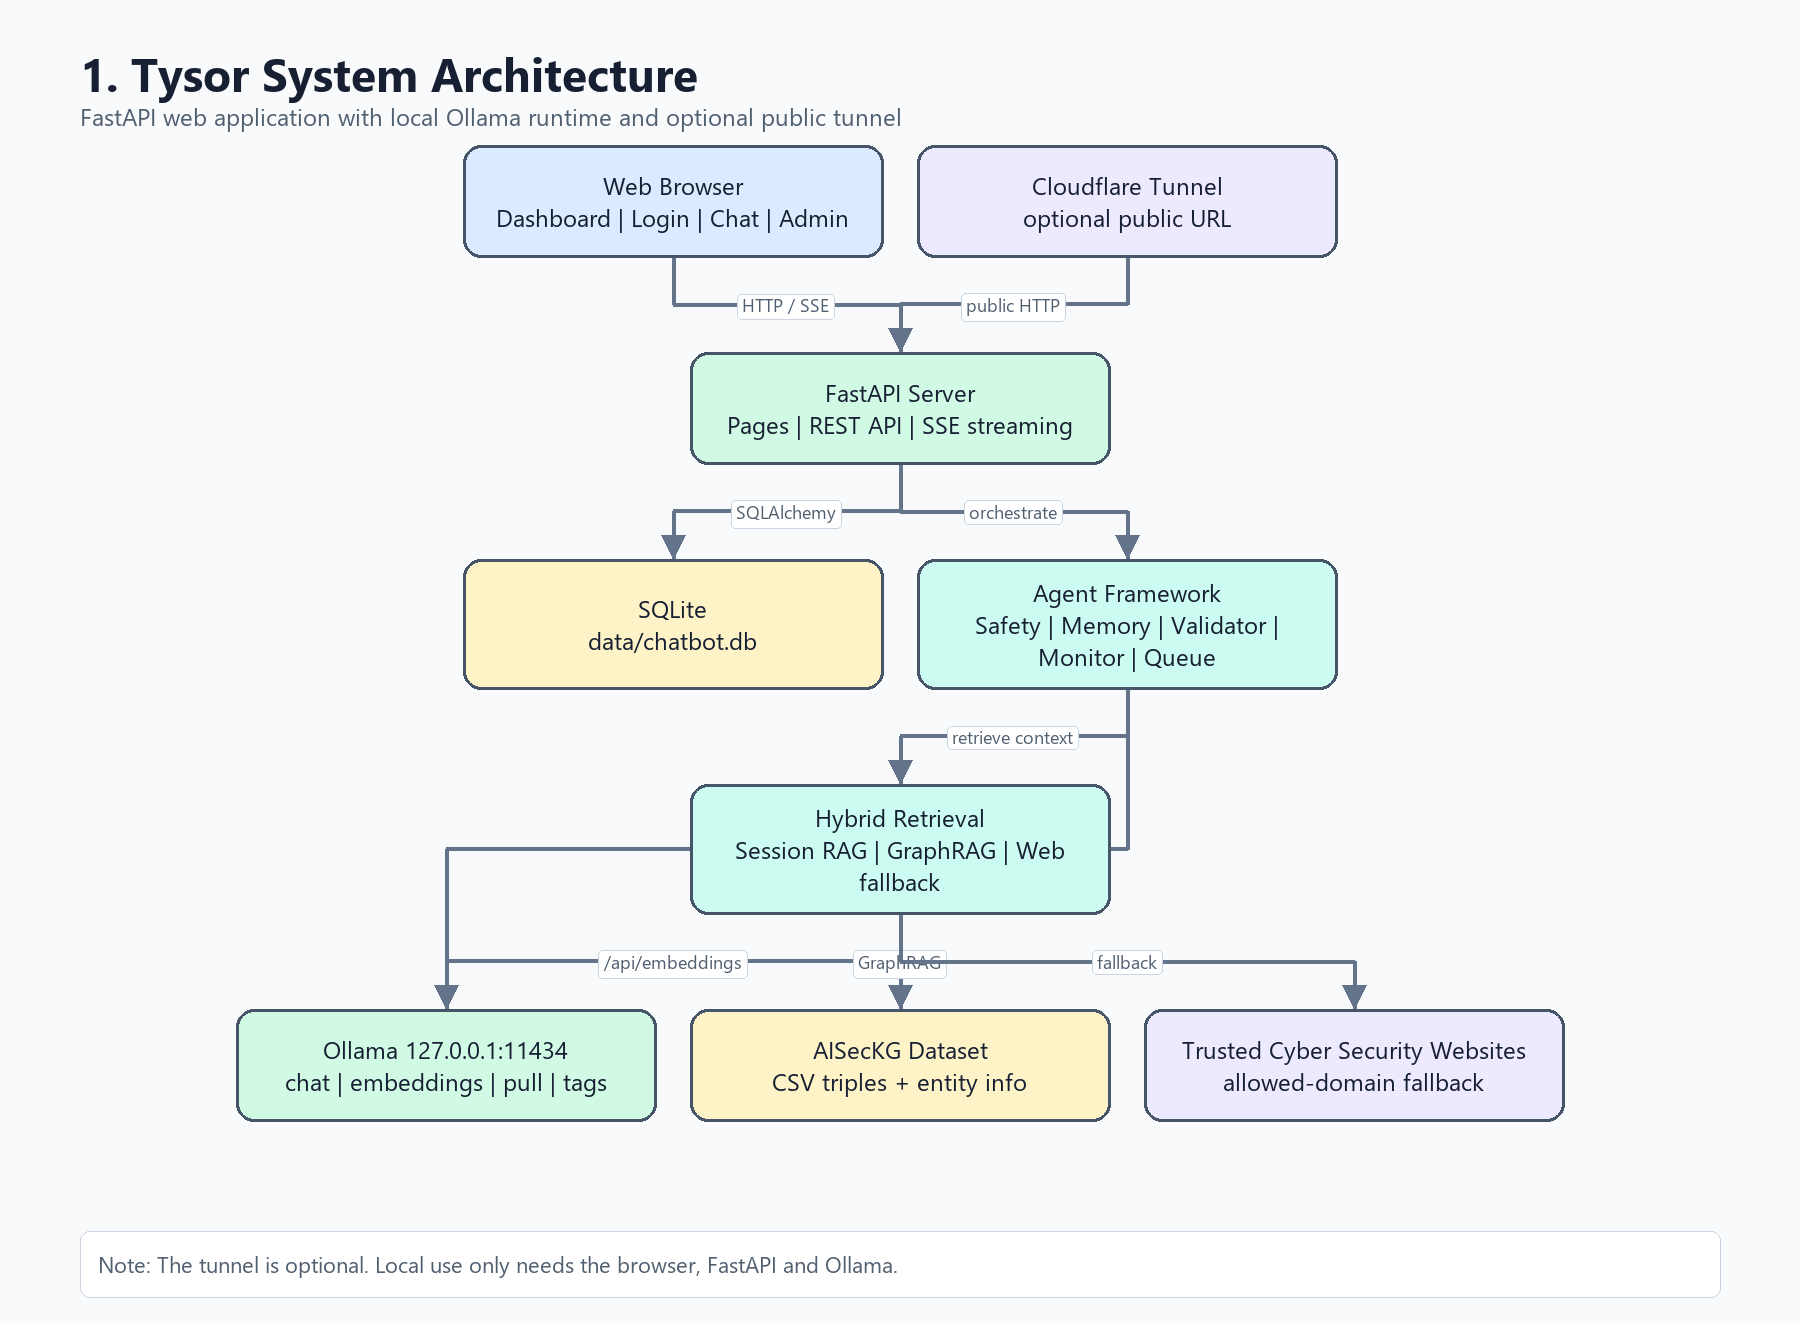 1. Tysor System Architecture
FastAPI web application with local Ollama runtime and optional public tunnel
Web Browser
Dashboard | Login | Chat | Admin
Cloudflare Tunnel
optional public URL
HTTP / SSE
public HTTP
FastAPI Server
Pages | REST API | SSE streaming
SQLAlchemy
orchestrate
SQLite
data/chatbot.db
Agent Framework
Safety | Memory | Validator |
Monitor | Queue
retrieve context
Hybrid Retrieval
Session RAG | GraphRAG | Web
fallback
/api/embeddings
GraphRAG
fallback
Ollama 127.0.0.1:11434
chat | embeddings | pull | tags
AISecKG Dataset
CSV triples + entity info
Trusted Cyber Security Websites
allowed-domain fallback
Note: The tunnel is optional. Local use only needs the browser, FastAPI and Ollama.